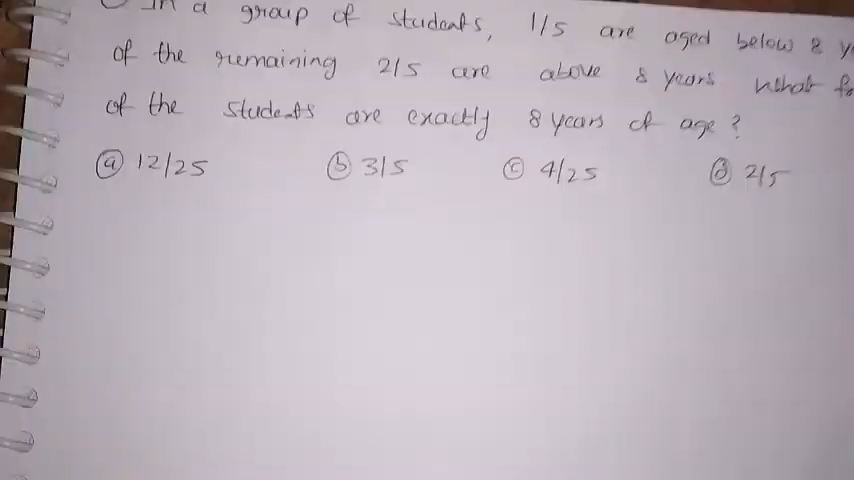 In a group of students, 1/5 are aged below 8
of the remaining 2/5 are above 8 years what
of the students are exactly 8 years of age?
(a) 12/25 (b) 3/5 (c) 4/25 (d) 2/5